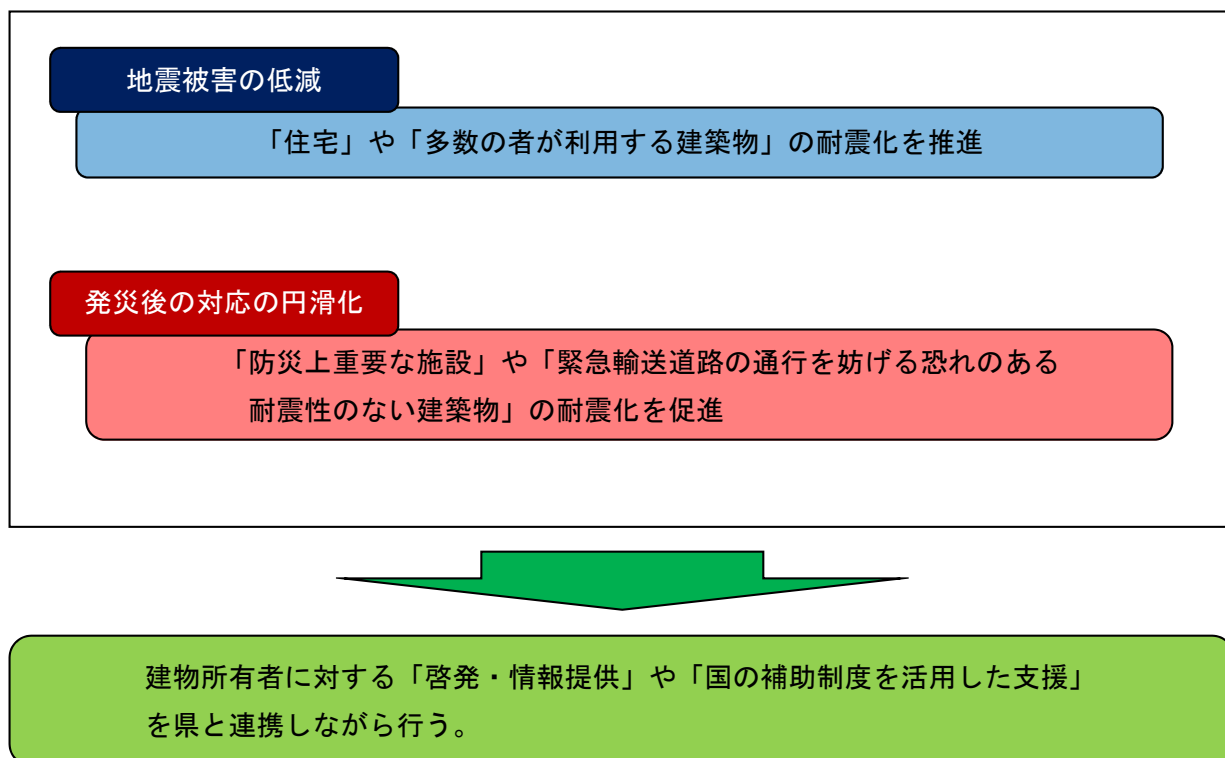 地震被害の低減
「住宅」や「多数の者が利用する建築物」の耐震化を推進
発災後の対応の円滑化
「防災上重要な施設」や「緊急輸送道路の通行を妨げる恐れのある
耐震性のない建築物」の耐震化を促進
建物所有者に対する「啓発・情報提供」や「国の補助制度を活用した支援」
を県と連携しながら行う。